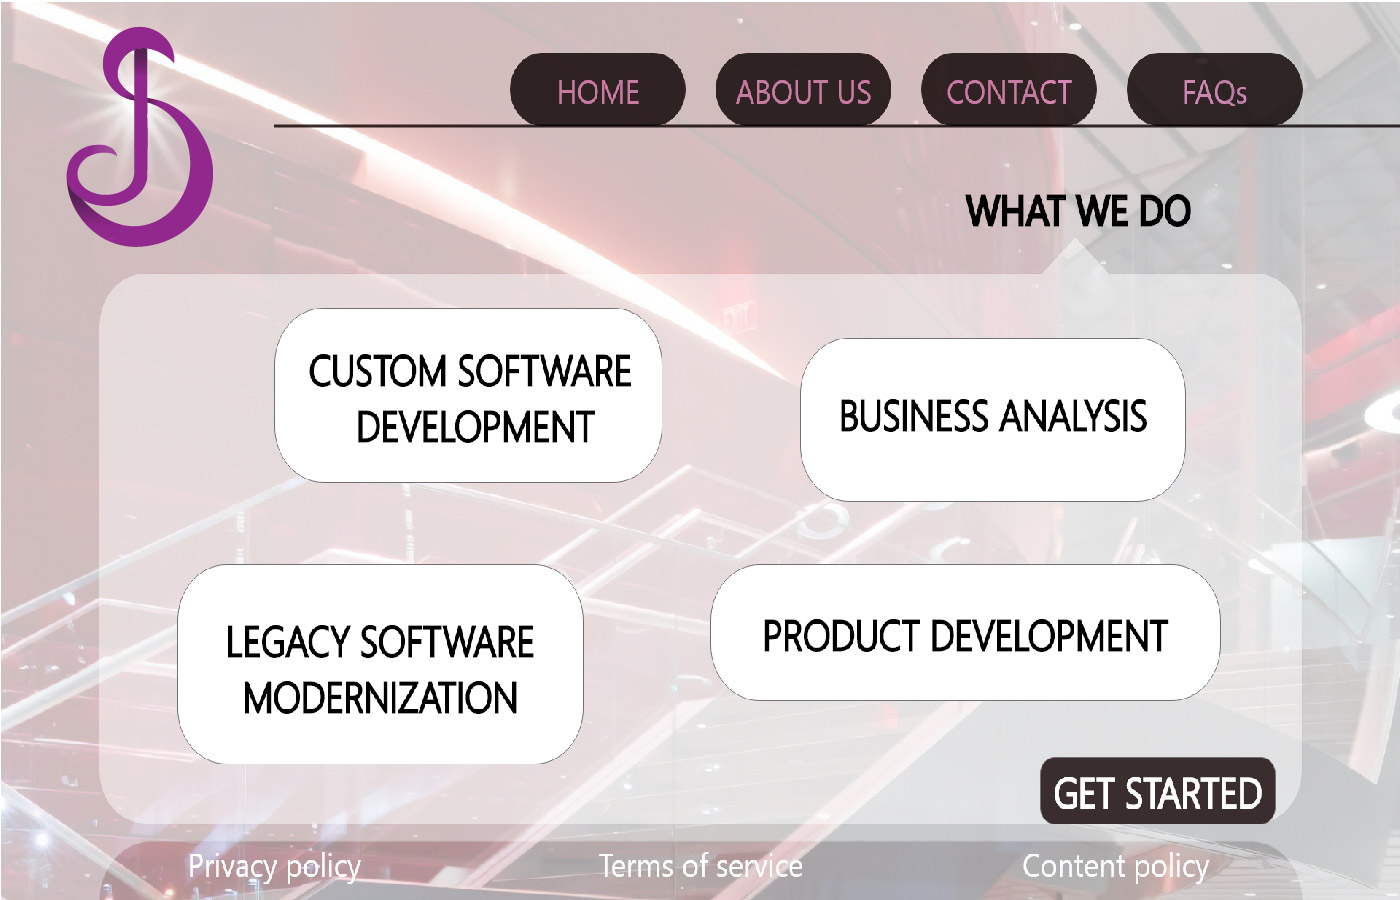 HOME
ABOUT US
CONTACT
FAQs
WHAT WE DO
CUSTOM SOFTWARE
DEVELOPMENT
BUSINESS ANALYSIS
LEGACY SOFTWARE
MODERNIZATION
PRODUCT DEVELOPMENT
GET STARTED
Privacy policy
Terms of service
Content policy